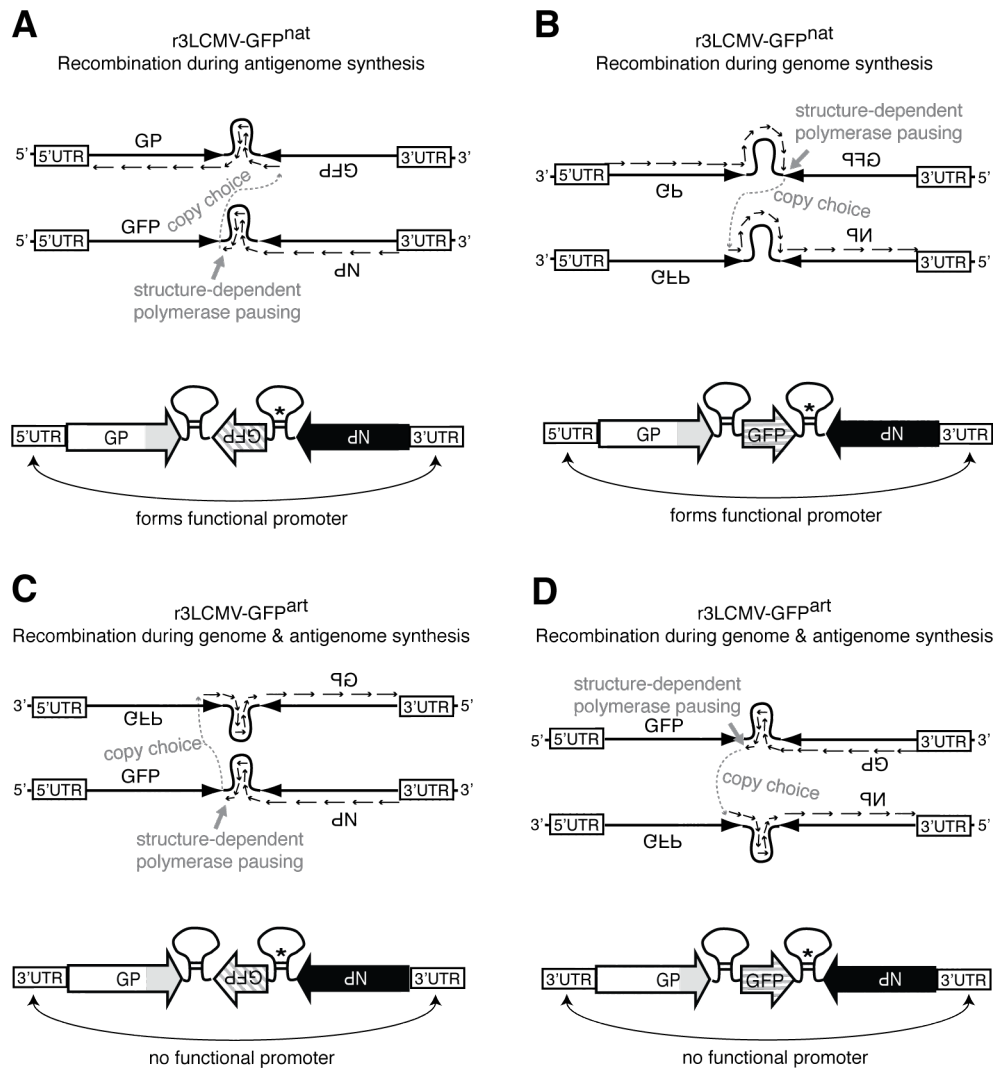 A
r3LCMV-GFPnat
Recombination during antigenome synthesis
5' 5'UTR GP GFP 3'UTR 3'
copy choice
5' 5'UTR GFP NP 3'UTR 3'
structure-dependent
polymerase pausing
5'UTR GP GFP * NP 3'UTR
forms functional promoter
B
r3LCMV-GFPnat
Recombination during genome synthesis
structure-dependent
polymerase pausing
3' 5'UTR GP GFP 3'UTR 5'
copy choice
3' 5'UTR GFP NP 3'UTR 5'
5'UTR GP GFP * NP 3'UTR
forms functional promoter
C
r3LCMV-GFPart
Recombination during genome & antigenome synthesis
3' 5'UTR GFP GP 3'UTR 5'
copy choice
5' 5'UTR GFP NP 3'UTR 3'
structure-dependent
polymerase pausing
3'UTR GP GFP * NP 3'UTR
no functional promoter
D
r3LCMV-GFPart
Recombination during genome & antigenome synthesis
structure-dependent
polymerase pausing
5' 5'UTR GFP GP 3'UTR 3'
copy choice
3' 5'UTR GFP NP 3'UTR 5'
3'UTR GP GFP * NP 3'UTR
no functional promoter